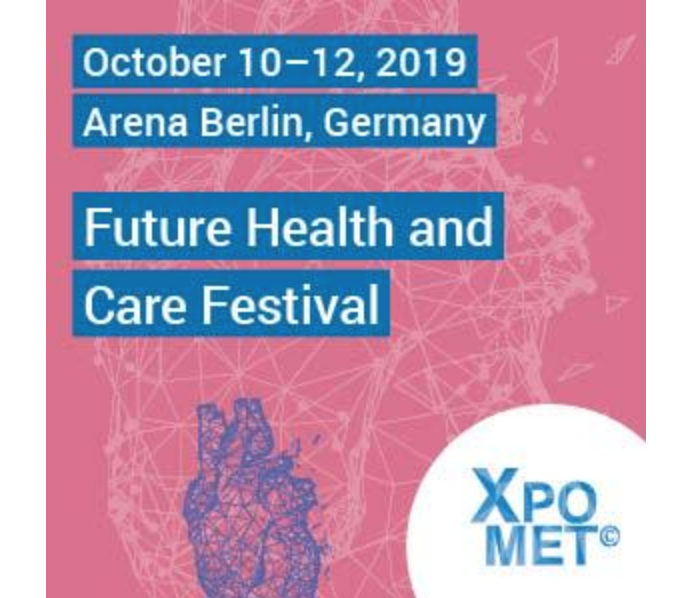 October 10–12, 2019
Arena Berlin, Germany
Future Health and
Care Festival
XPO
MET©